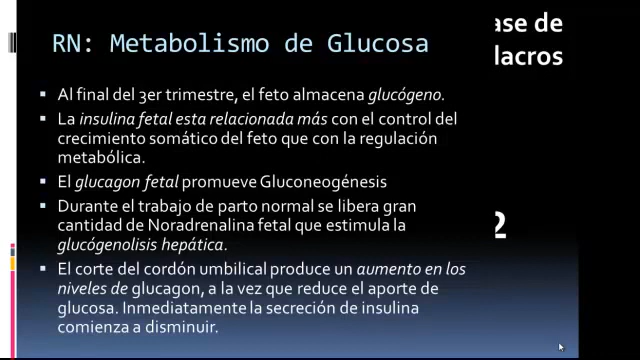 RN: Metabolismo de Glucosa
Al final del 3er trimestre, el feto almacena glucógeno.
La insulina fetal esta relacionada más con el control del
crecimiento somático del feto que con la regulación
metabólica.
El glucagon fetal promueve Gluconeogénesis
Durante el trabajo de parto normal se libera gran
cantidad de Noradrenalina fetal que estimula la
glucógenolisis hepática.
El corte del cordón umbilical produce un aumento en los
niveles de glucagon, a la vez que reduce el aporte de
glucosa. Inmediatamente la secreción de insulina
comienza a disminuir.
ase de
lacros
2